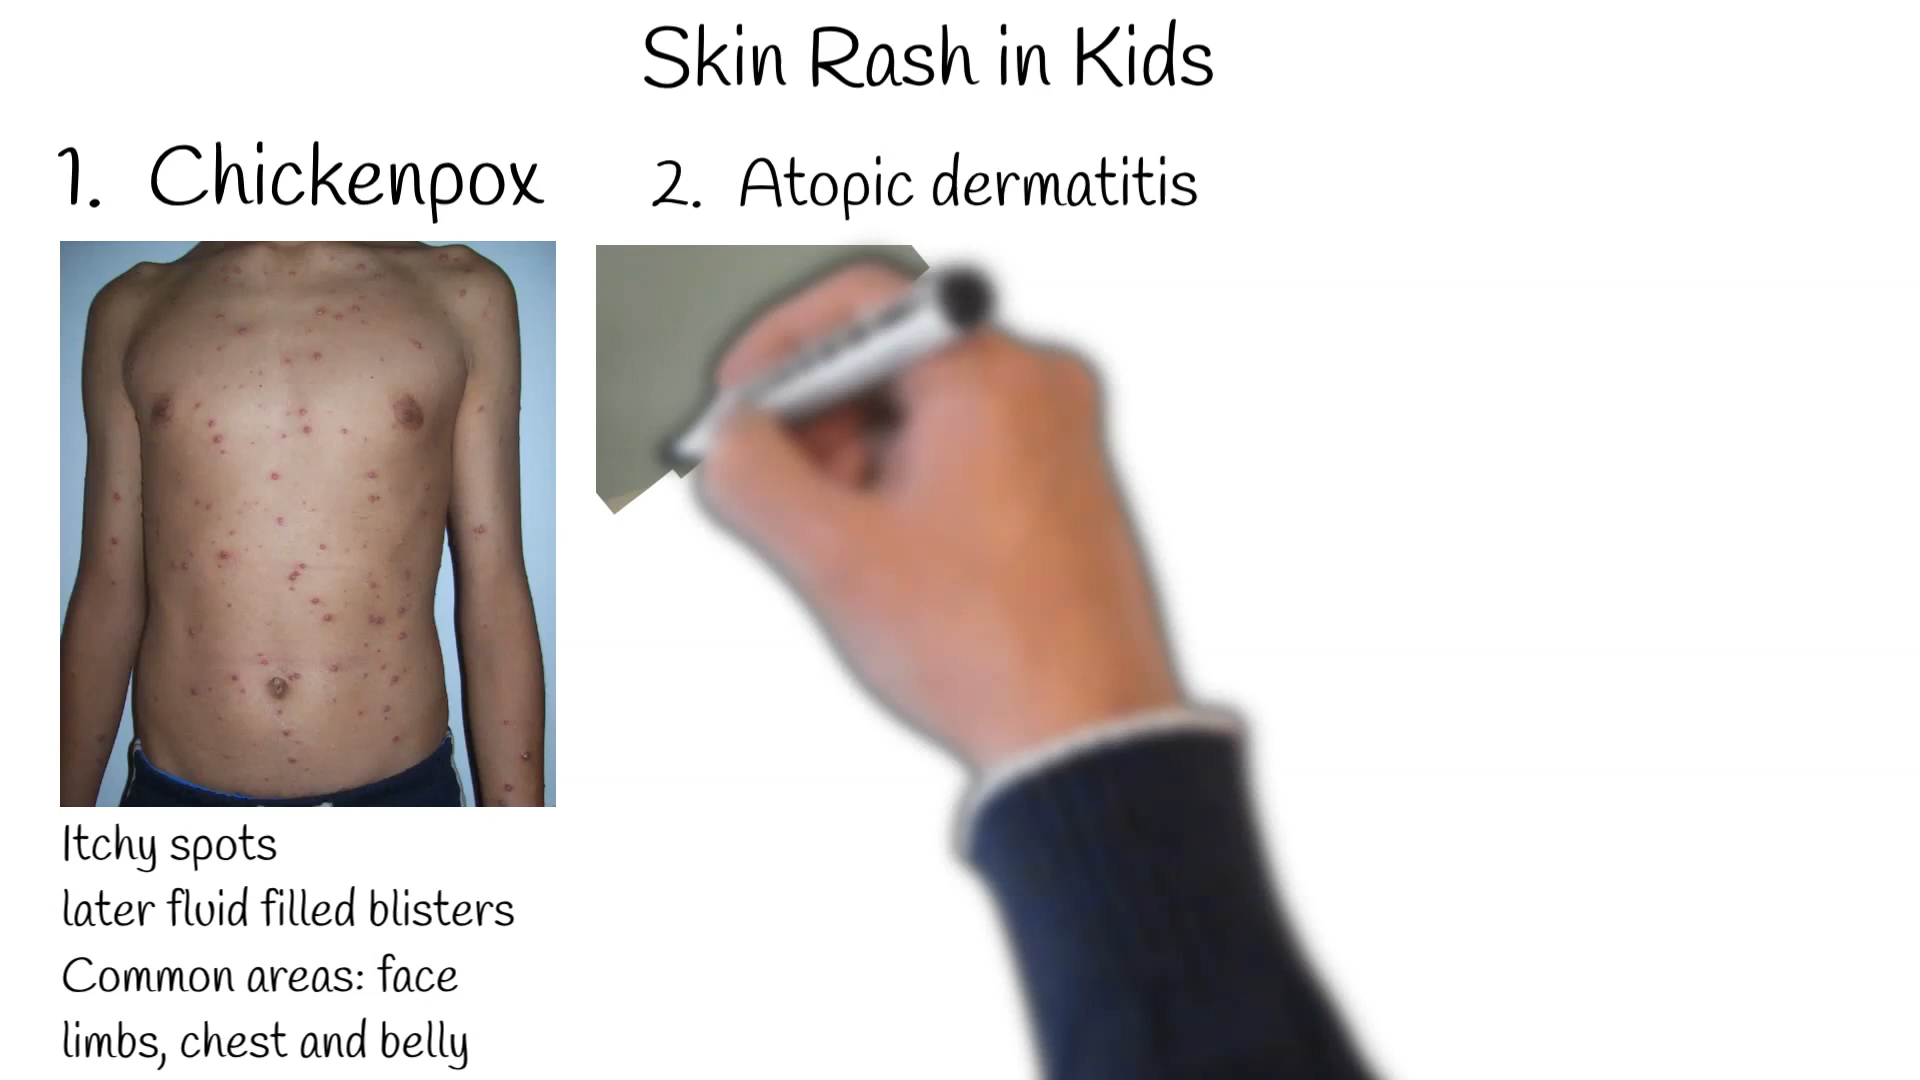 Skin Rash in Kids
1. Chickenpox
2. Atopic dermatitis
Itchy spots
later fluid filled blisters
Common areas: face
limbs, chest and belly